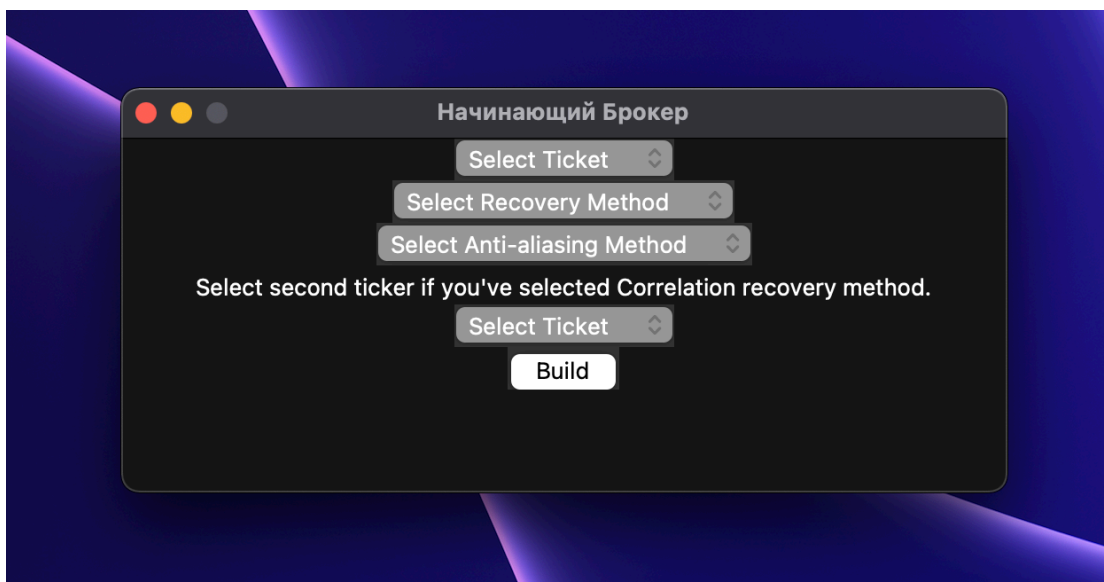 Начинающий Брокер
Select Ticket
Select Recovery Method
Select Anti-aliasing Method
Select second ticker if you've selected Correlation recovery method.
Select Ticket
Build